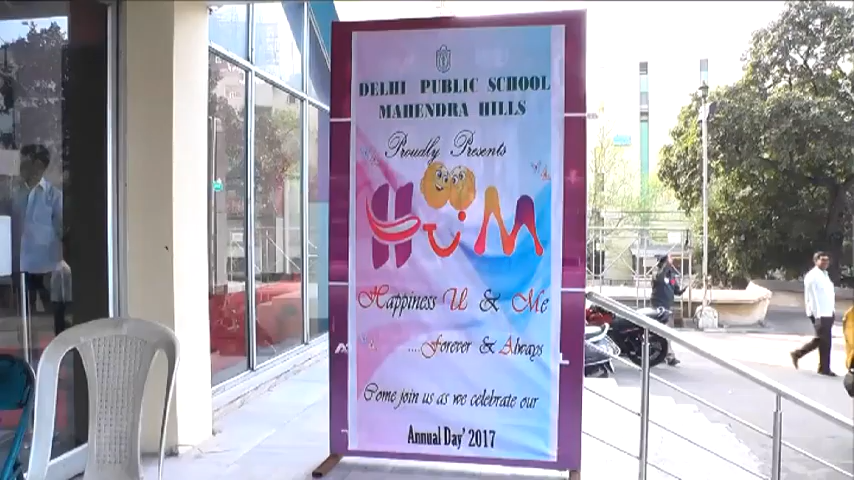 DELHI PUBLIC SCHOOL
MAHENDRA HILLS
Proudly Presents
HUM
Happiness U & Me
....Forever & Always
Come join us as we celebrate our
Annual Day' 2017